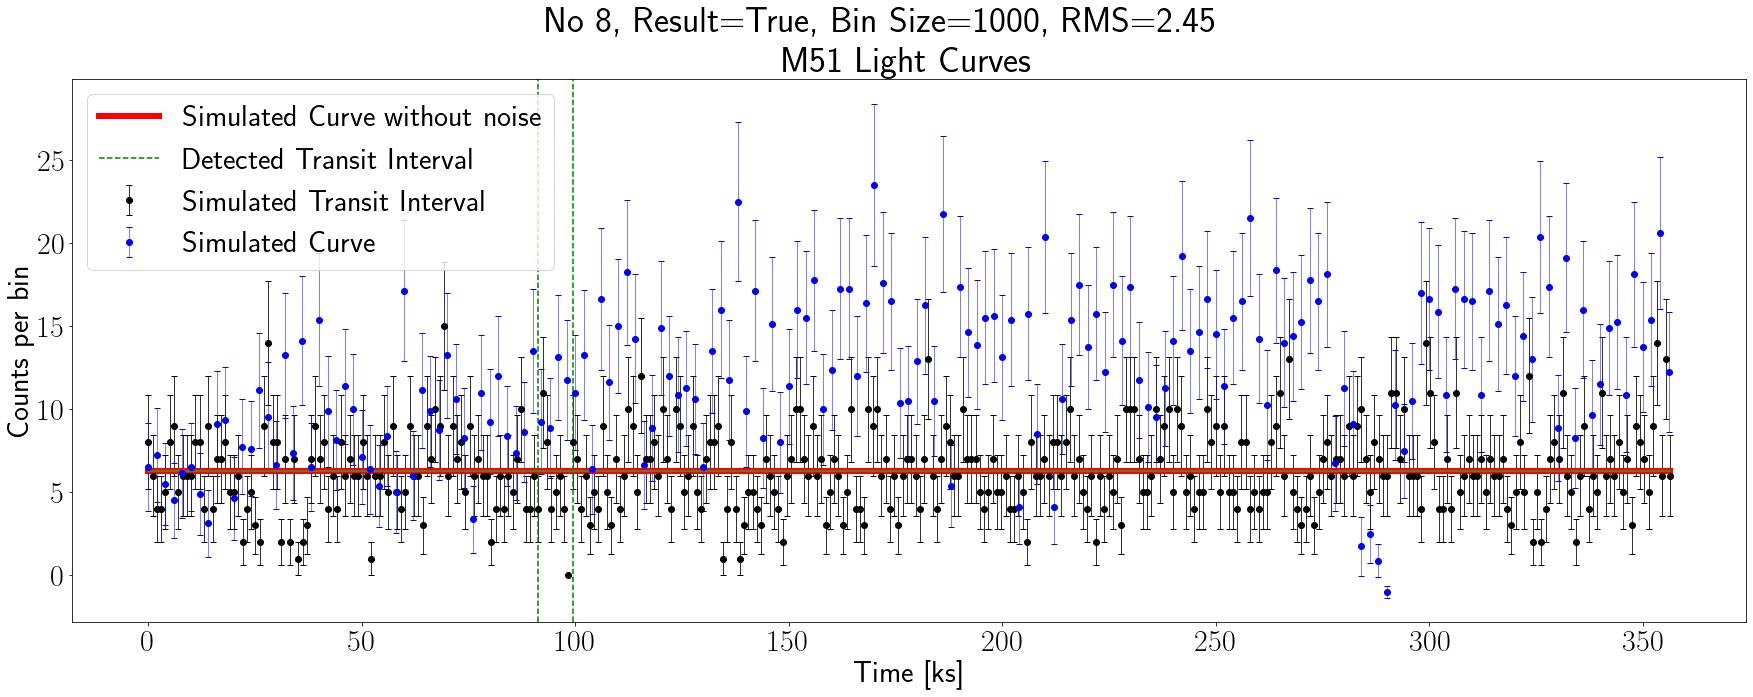 No 8, Result=True, Bin Size=1000, RMS=2.45
M51 Light Curves
Simulated Curve without noise
Detected Transit Interval
Simulated Transit Interval
Simulated Curve
Counts per bin
25
20
15
10
5
0
0 50 100 150 200 250 300 350
Time [ks]